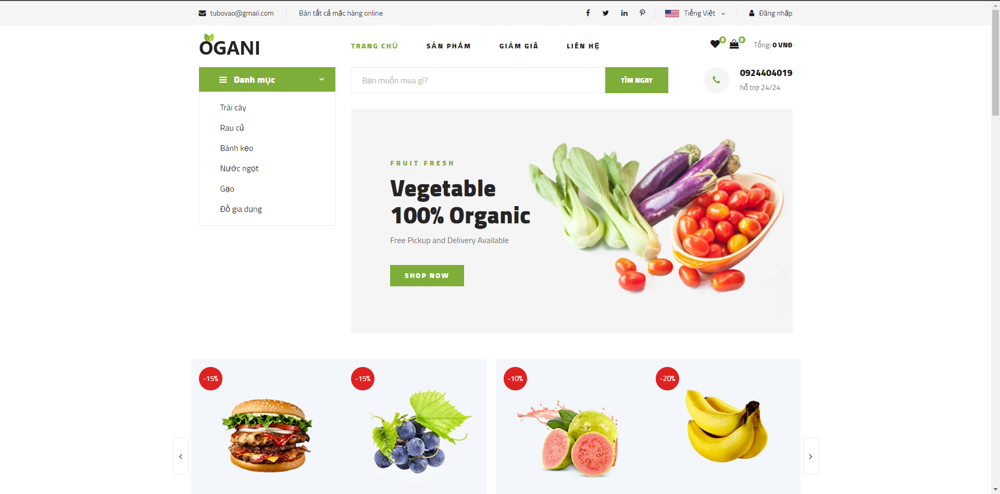 tubovao@gmail.com
Bán tất cả mặc hàng online
Tiếng Việt
Đăng nhập
OGANI
TRANG CHỦ
SẢN PHẨM
GIẢM GIÁ
LIÊN HỆ
0
0
Tổng: 0 VNĐ
Danh mục
Bạn muốn mua gì?
TÌM NGAY
0924404019
hỗ trợ 24/24
Trái cây
Rau củ
Bánh kẹo
Nước ngọt
Gạo
Đồ gia dụng
FRUIT FRESH
Vegetable
100% Organic
Free Pickup and Delivery Available
SHOP NOW
-15%
-15%
-10%
-20%